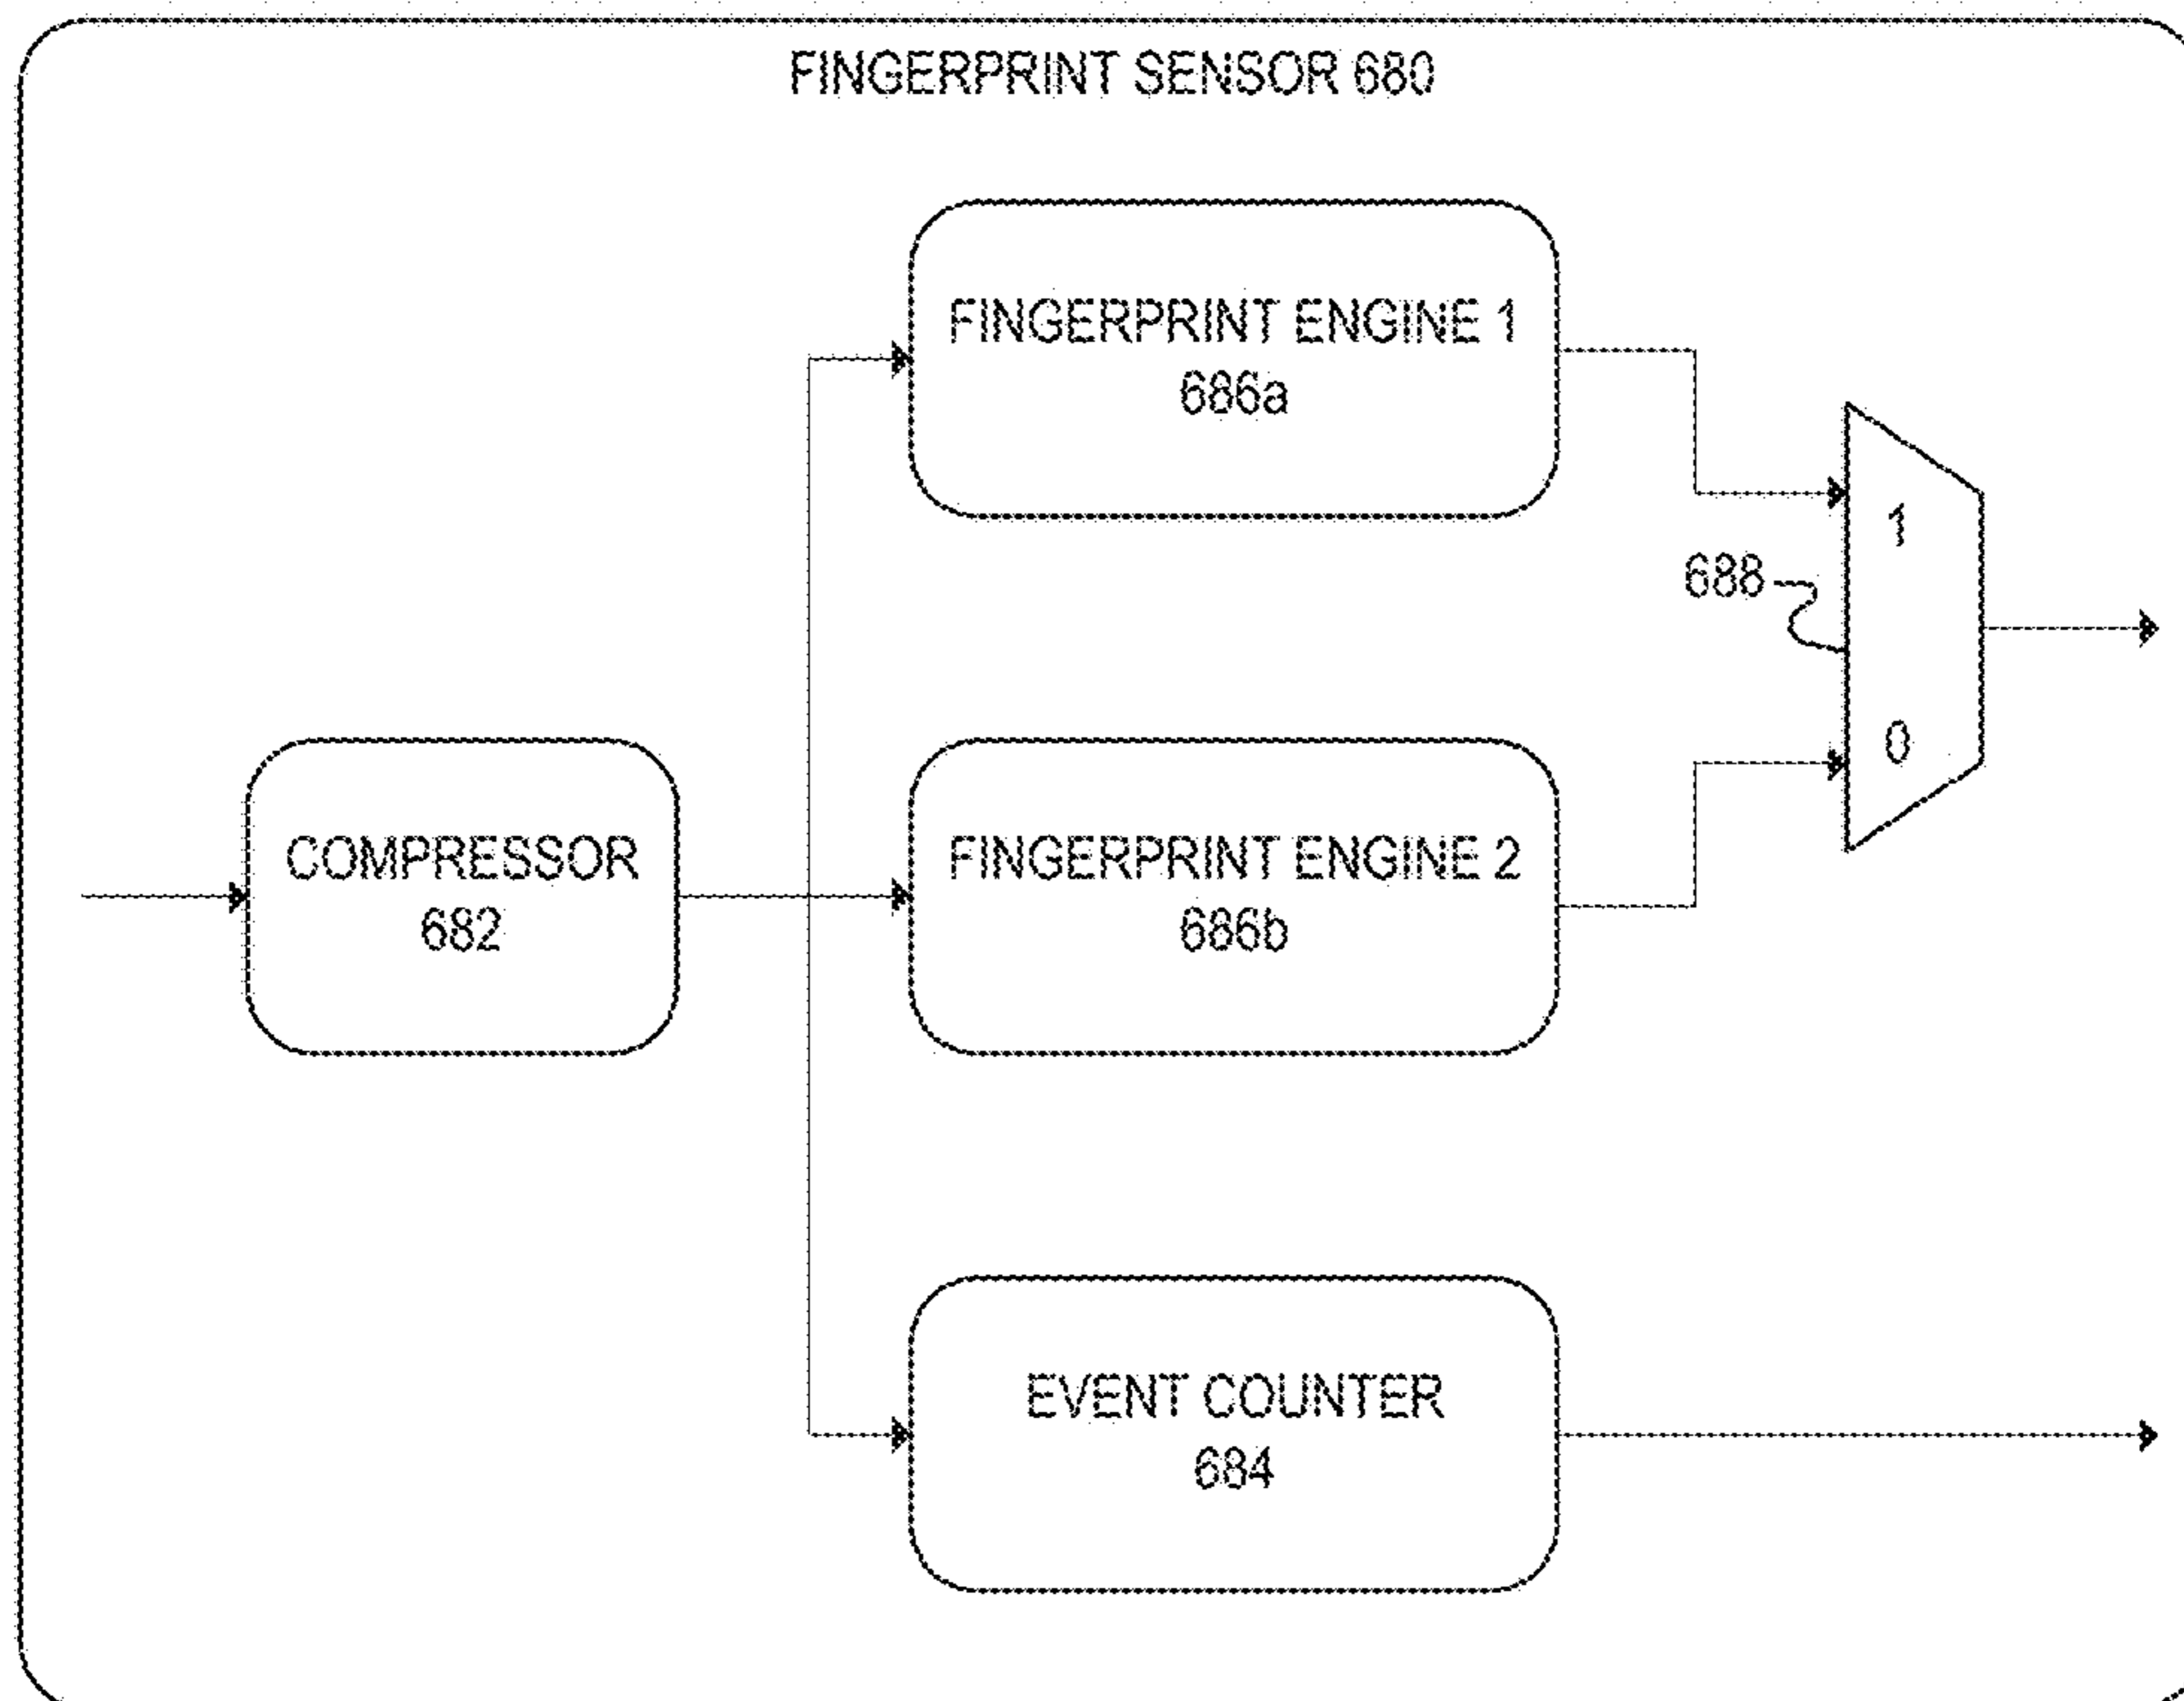 FINGERPRINT SENSOR 680
FINGERPRINT ENGINE 1
686a
1
688
0
COMPRESSOR
682
FINGERPRINT ENGINE 2
686b
EVENT COUNTER
684